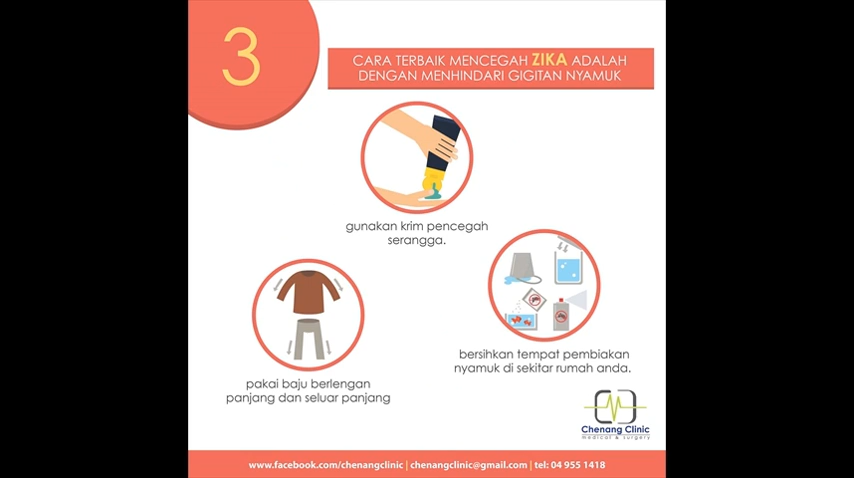 3
CARA TERBAIK MENCEGAH ZIKA ADALAH
DENGAN MENHINDARI GIGITAN NYAMUK
gunakan krim pencegah
serangga.
pakai baju berlengan
panjang dan seluar panjang
bersihkan tempat pembiakan
nyamuk di sekitar rumah anda.
Chenang Clinic
medical & surgery
www.facebook.com/chenangclinic | chenangclinic@gmail.com | tel: 04 955 1418